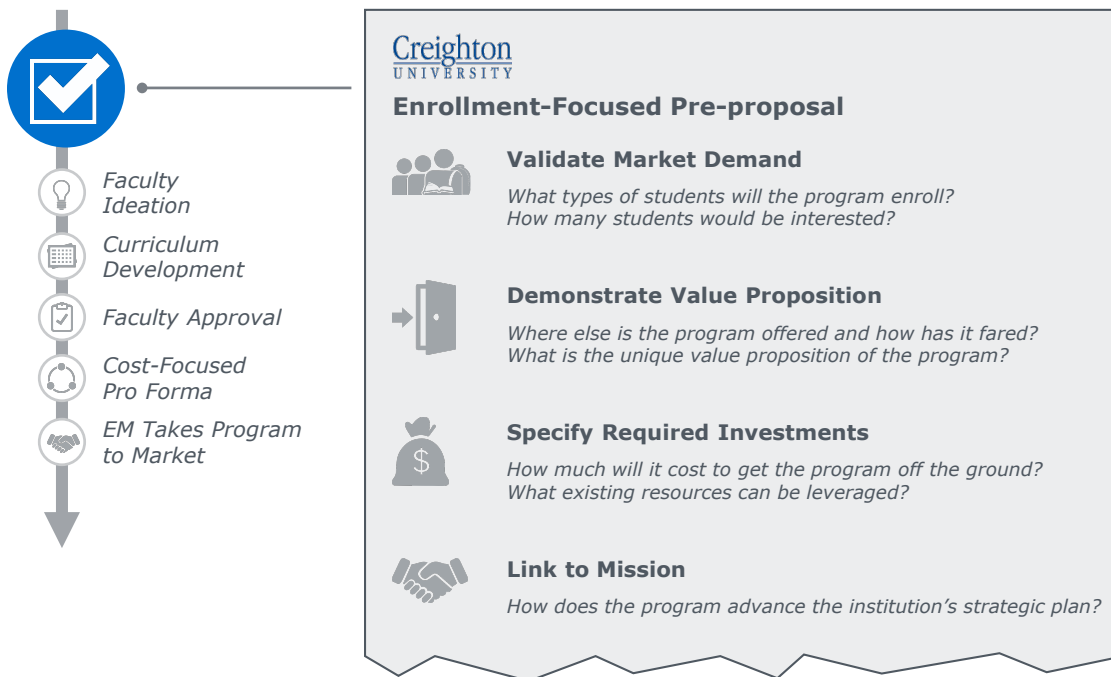 Faculty
Ideation
Curriculum
Development
Faculty Approval
Cost-Focused
Pro Forma
EM Takes Program
to Market
Creighton
UNIVERSITY
Enrollment-Focused Pre-proposal
Validate Market Demand
What types of students will the program enroll?
How many students would be interested?
Demonstrate Value Proposition
Where else is the program offered and how has it fared?
What is the unique value proposition of the program?
$
Specify Required Investments
How much will it cost to get the program off the ground?
What existing resources can be leveraged?
Link to Mission
How does the program advance the institution’s strategic plan?